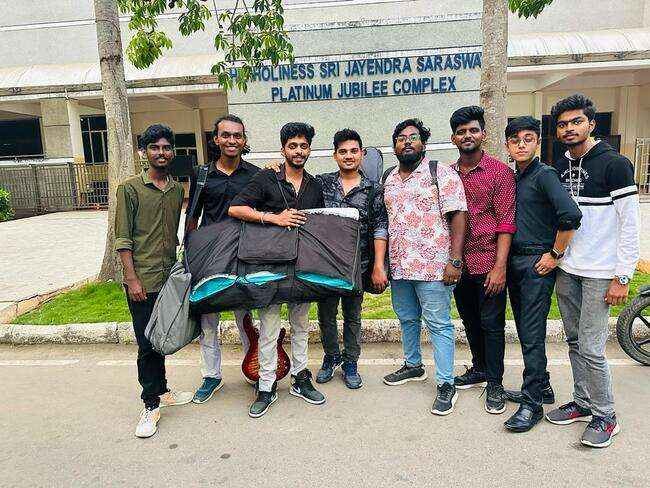 HOLINESS SRI JAYENDRA SARASWA
PLATINUM JUBILEE COMPLEX